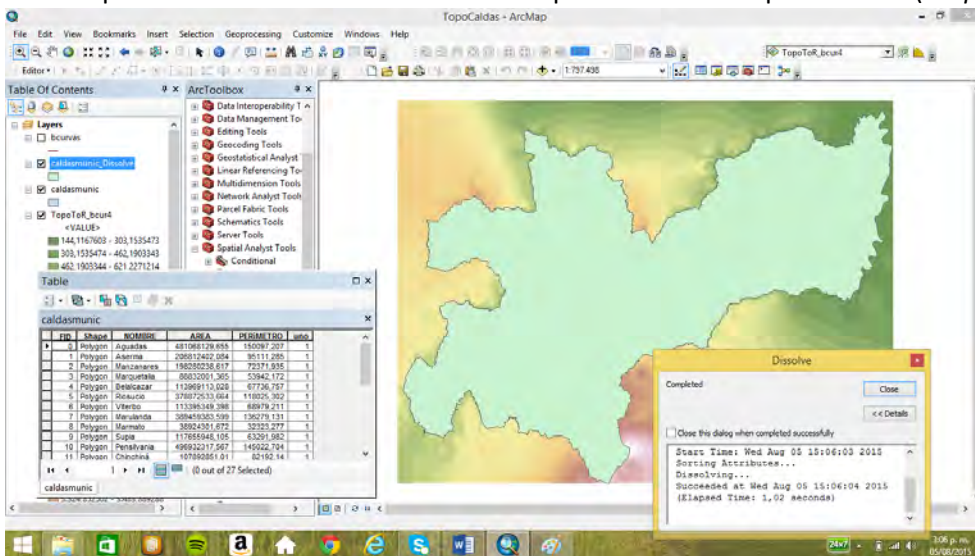 TopoCaldas - ArcMap
File Edit View Bookmarks Insert Selection Geoprocessing Customize Windows Help
TopoToR_bcur4
Editor
1:797.498
Table Of Contents
Layers
bcurvas
caldasmunic_Dissolve
caldasmunic
TopoToR_bcur4
<VALUE>
144,1167603 - 303,1535473
303,1535474 - 462,1903343
462,1903344 - 621,2271214
ArcToolbox
Data Interoperability T
Data Management To
Editing Tools
Geocoding Tools
Geostatistical Analyst
Linear Referencing To
Multidimension Tools
Network Analyst Tools
Parcel Fabric Tools
Schematics Tools
Server Tools
Spatial Analyst Tools
Conditional
Table
caldasmunic
FID Shape NOMBRE AREA PERIMETRO uno
0 Polygon Aguadas 481068129,655 150097,207 1
1 Polygon Aserma 208812402,084 95111,285 1
2 Polygon Manzanares 198280238,617 72371,935 1
3 Polygon Marquetalia 88832001,365 53942,172 1
4 Polygon Belalcazar 113969113,028 67736,757 1
5 Polygon Riosucio 378872533,664 118025,302 1
6 Polygon Viterbo 113395349,398 68979,211 1
7 Polygon Marulanda 389459383,599 136279,131 1
8 Polygon Marmato 38924301,672 32323,277 1
9 Polygon Supia 117655948,105 63291,982 1
10 Polygon Pensilvania 496932317,567 145022,704 1
11 Polygon Chinchiná 107892851,01 82192,14 1
1
(0 out of 27 Selected)
caldasmunic
Dissolve
Completed
Close
<< Details
Close this dialog when completed successfully
Start Time: Wed Aug 05 15:06:03 2015
Sorting Attributes...
Dissolving...
Succeeded at Wed Aug 05 15:06:04 2015
(Elapsed Time: 1,02 seconds)
24x7
3:06 p. m.
05/08/2015